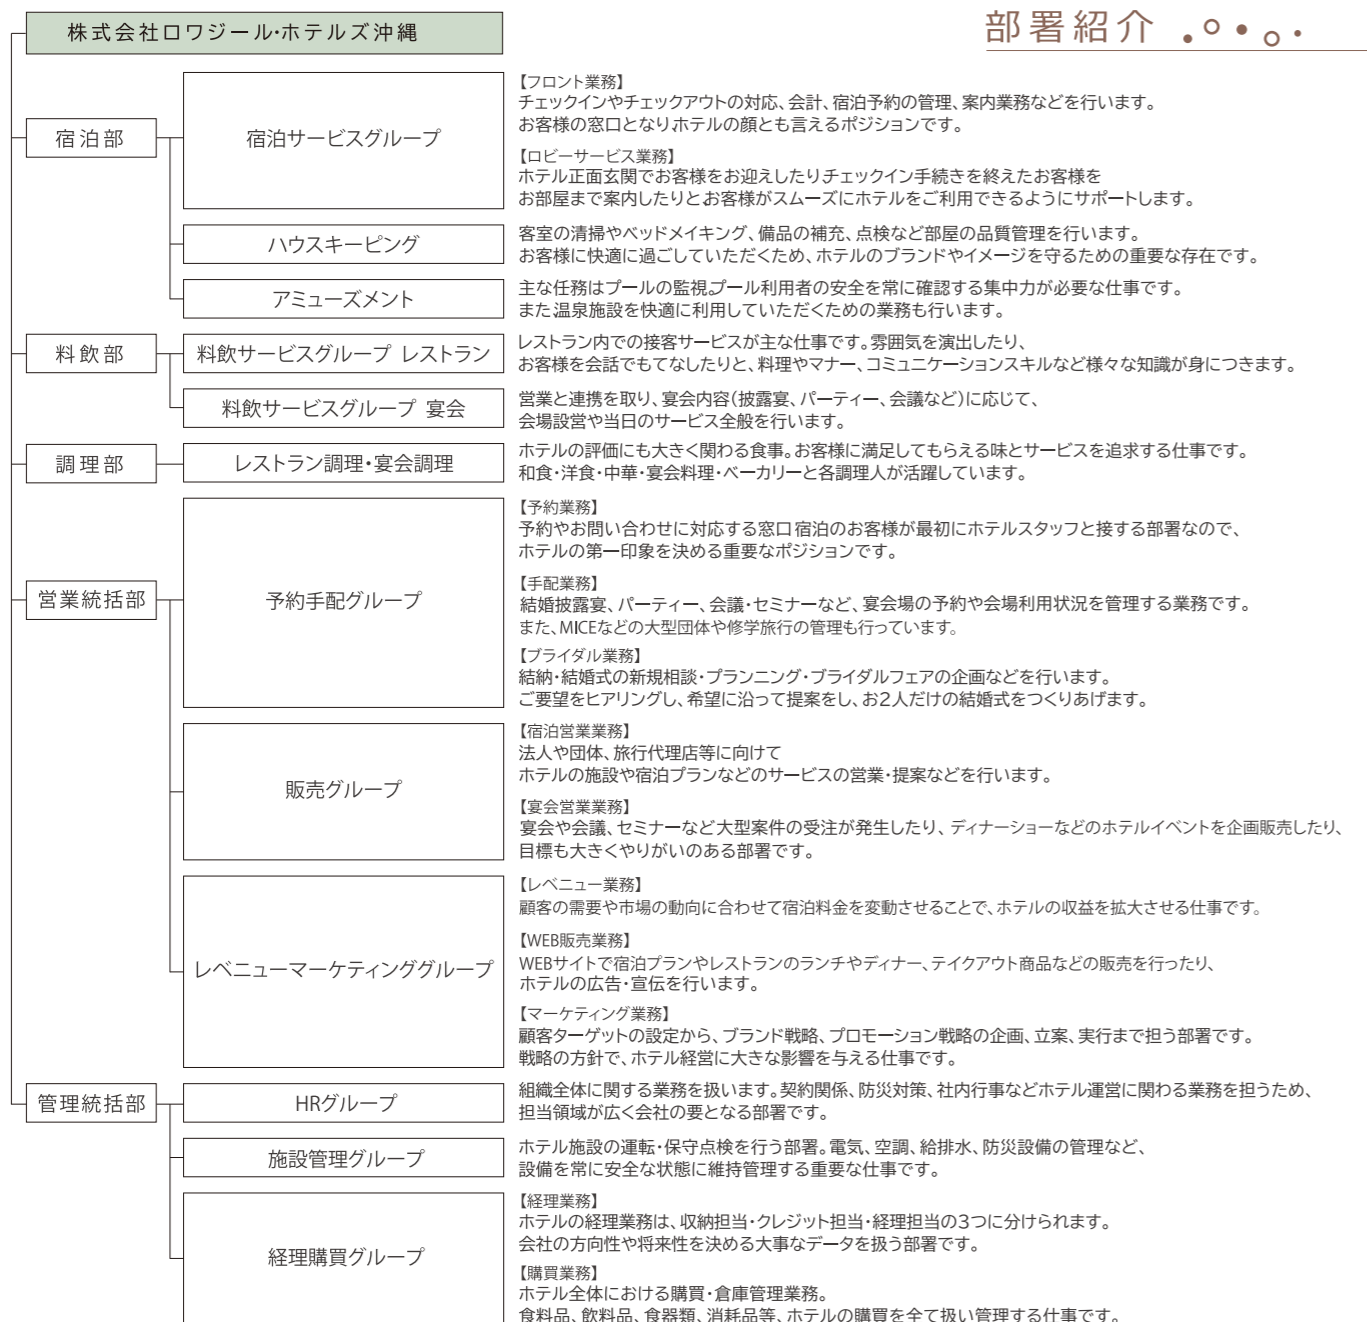 株式会社ロワジール・ホテルズ沖縄
部署紹介
宿泊部
宿泊サービスグループ
【フロント業務】
チェックインやチェックアウトの対応、会計、宿泊予約の管理、案内業務などを行います。
お客様の窓口となり、ホテルの顔とも言えるポジションです。
【ロビーサービス業務】
ホテル正面玄関でお客様をお迎えしたり、チェックイン手続きを終えたお客様を
お部屋まで案内したりと、お客様がスムーズにホテルをご利用できるようにサポートします。
ハウスキーピング
客室の清掃やベッドメイキング、備品の補充、点検など部屋の品質管理を行います。
お客様に快適に過ごしていただくため、ホテルのブランドやイメージを守るための重要な存在です。
アミューズメント
主な任務はプールの監視。プール利用者の安全を常に確認する集中力が必要な仕事です。
また、温泉施設を快適に利用していただくための業務も行います。
料飲部
料飲サービスグループ レストラン
レストラン内での接客サービスが主な仕事です。雰囲気を演出したり、
お客様を会話でもてなしたりと、料理やマナー、コミュニケーションスキルなど様々な知識が身につきます。
料飲サービスグループ 宴会
営業と連携を取り、宴会内容(披露宴、パーティー、会議など)に応じて、
会場設営や当日のサービス全般を行います。
調理部
レストラン調理・宴会調理
ホテルの評価にも大きく関わる食事。お客様に満足してもらえる味とサービスを追求する仕事です。
和食・洋食・中華・宴会料理・ベーカリーと各調理人が活躍しています。
営業統括部
予約手配グループ
【予約業務】
予約やお問い合わせに対応する窓口。宿泊のお客様が最初にホテルスタッフと接する部署なので、
ホテルの第一印象を決める重要なポジションです。
【手配業務】
結婚披露宴、パーティー、会議・セミナーなど、宴会場の予約や会場利用状況を管理する業務です。
また、MICEなどの大型団体や修学旅行の管理も行っています。
【ブライダル業務】
結納・結婚式の新規相談・プランニング・ブライダルフェアの企画などを行います。
ご要望をヒアリングし、希望に沿って提案をし、お2人だけの結婚式をつくりあげます。
販売グループ
【宿泊営業業務】
法人や団体、旅行代理店等に向けて
ホテルの施設や宿泊プランなどのサービスの営業・提案などを行います。
【宴会営業業務】
宴会や会議、セミナーなど大型案件の受注が発生したり、ディナーショーなどのホテルイベントを企画販売したり、
目標も大きくやりがいのある部署です。
レベニューマーケティンググループ
【レベニュー業務】
顧客の需要や市場の動向に合わせて宿泊料金を変動させることで、ホテルの収益を拡大させる仕事です。
【WEB販売業務】
WEBサイトで宿泊プランやレストランのランチやディナー、テイクアウト商品などの販売を行ったり、
ホテルの広告・宣伝を行います。
【マーケティング業務】
顧客ターゲットの設定から、ブランド戦略、プロモーション戦略の企画、立案、実行まで担う部署です。
戦略の方針で、ホテル経営に大きな影響を与える仕事です。
管理統括部
HRグループ
組織全体に関する業務を扱います。契約関係、防災対策、社内行事などホテル運営に関わる業務を担うため、
担当領域が広く会社の要となる部署です。
施設管理グループ
ホテル施設の運転・保守点検を行う部署。電気、空調、給排水、防災設備の管理など、
設備を常に安全な状態に維持管理する重要な仕事です。
経理購買グループ
【経理業務】
ホテルの経理業務は、収納担当・クレジット担当・経理担当の3つに分けられます。
会社の方向性や将来性を決める大事なデータを扱う部署です。
【購買業務】
ホテル全体における購買・倉庫管理業務。
食料品、飲料品、食器類、消耗品等、ホテルの購買を全て扱い管理する仕事です。